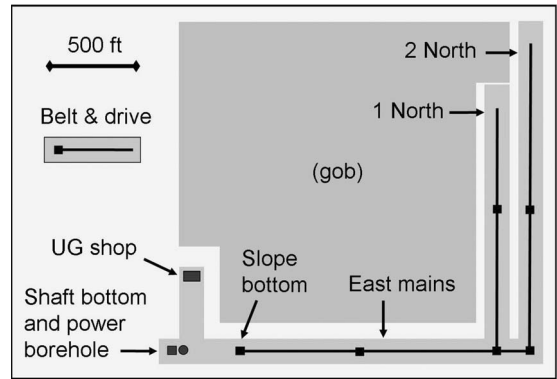 500 ft
2 North
Belt & drive
1 North
(gob)
UG shop
Slope
bottom
East mains
Shaft bottom
and power
borehole